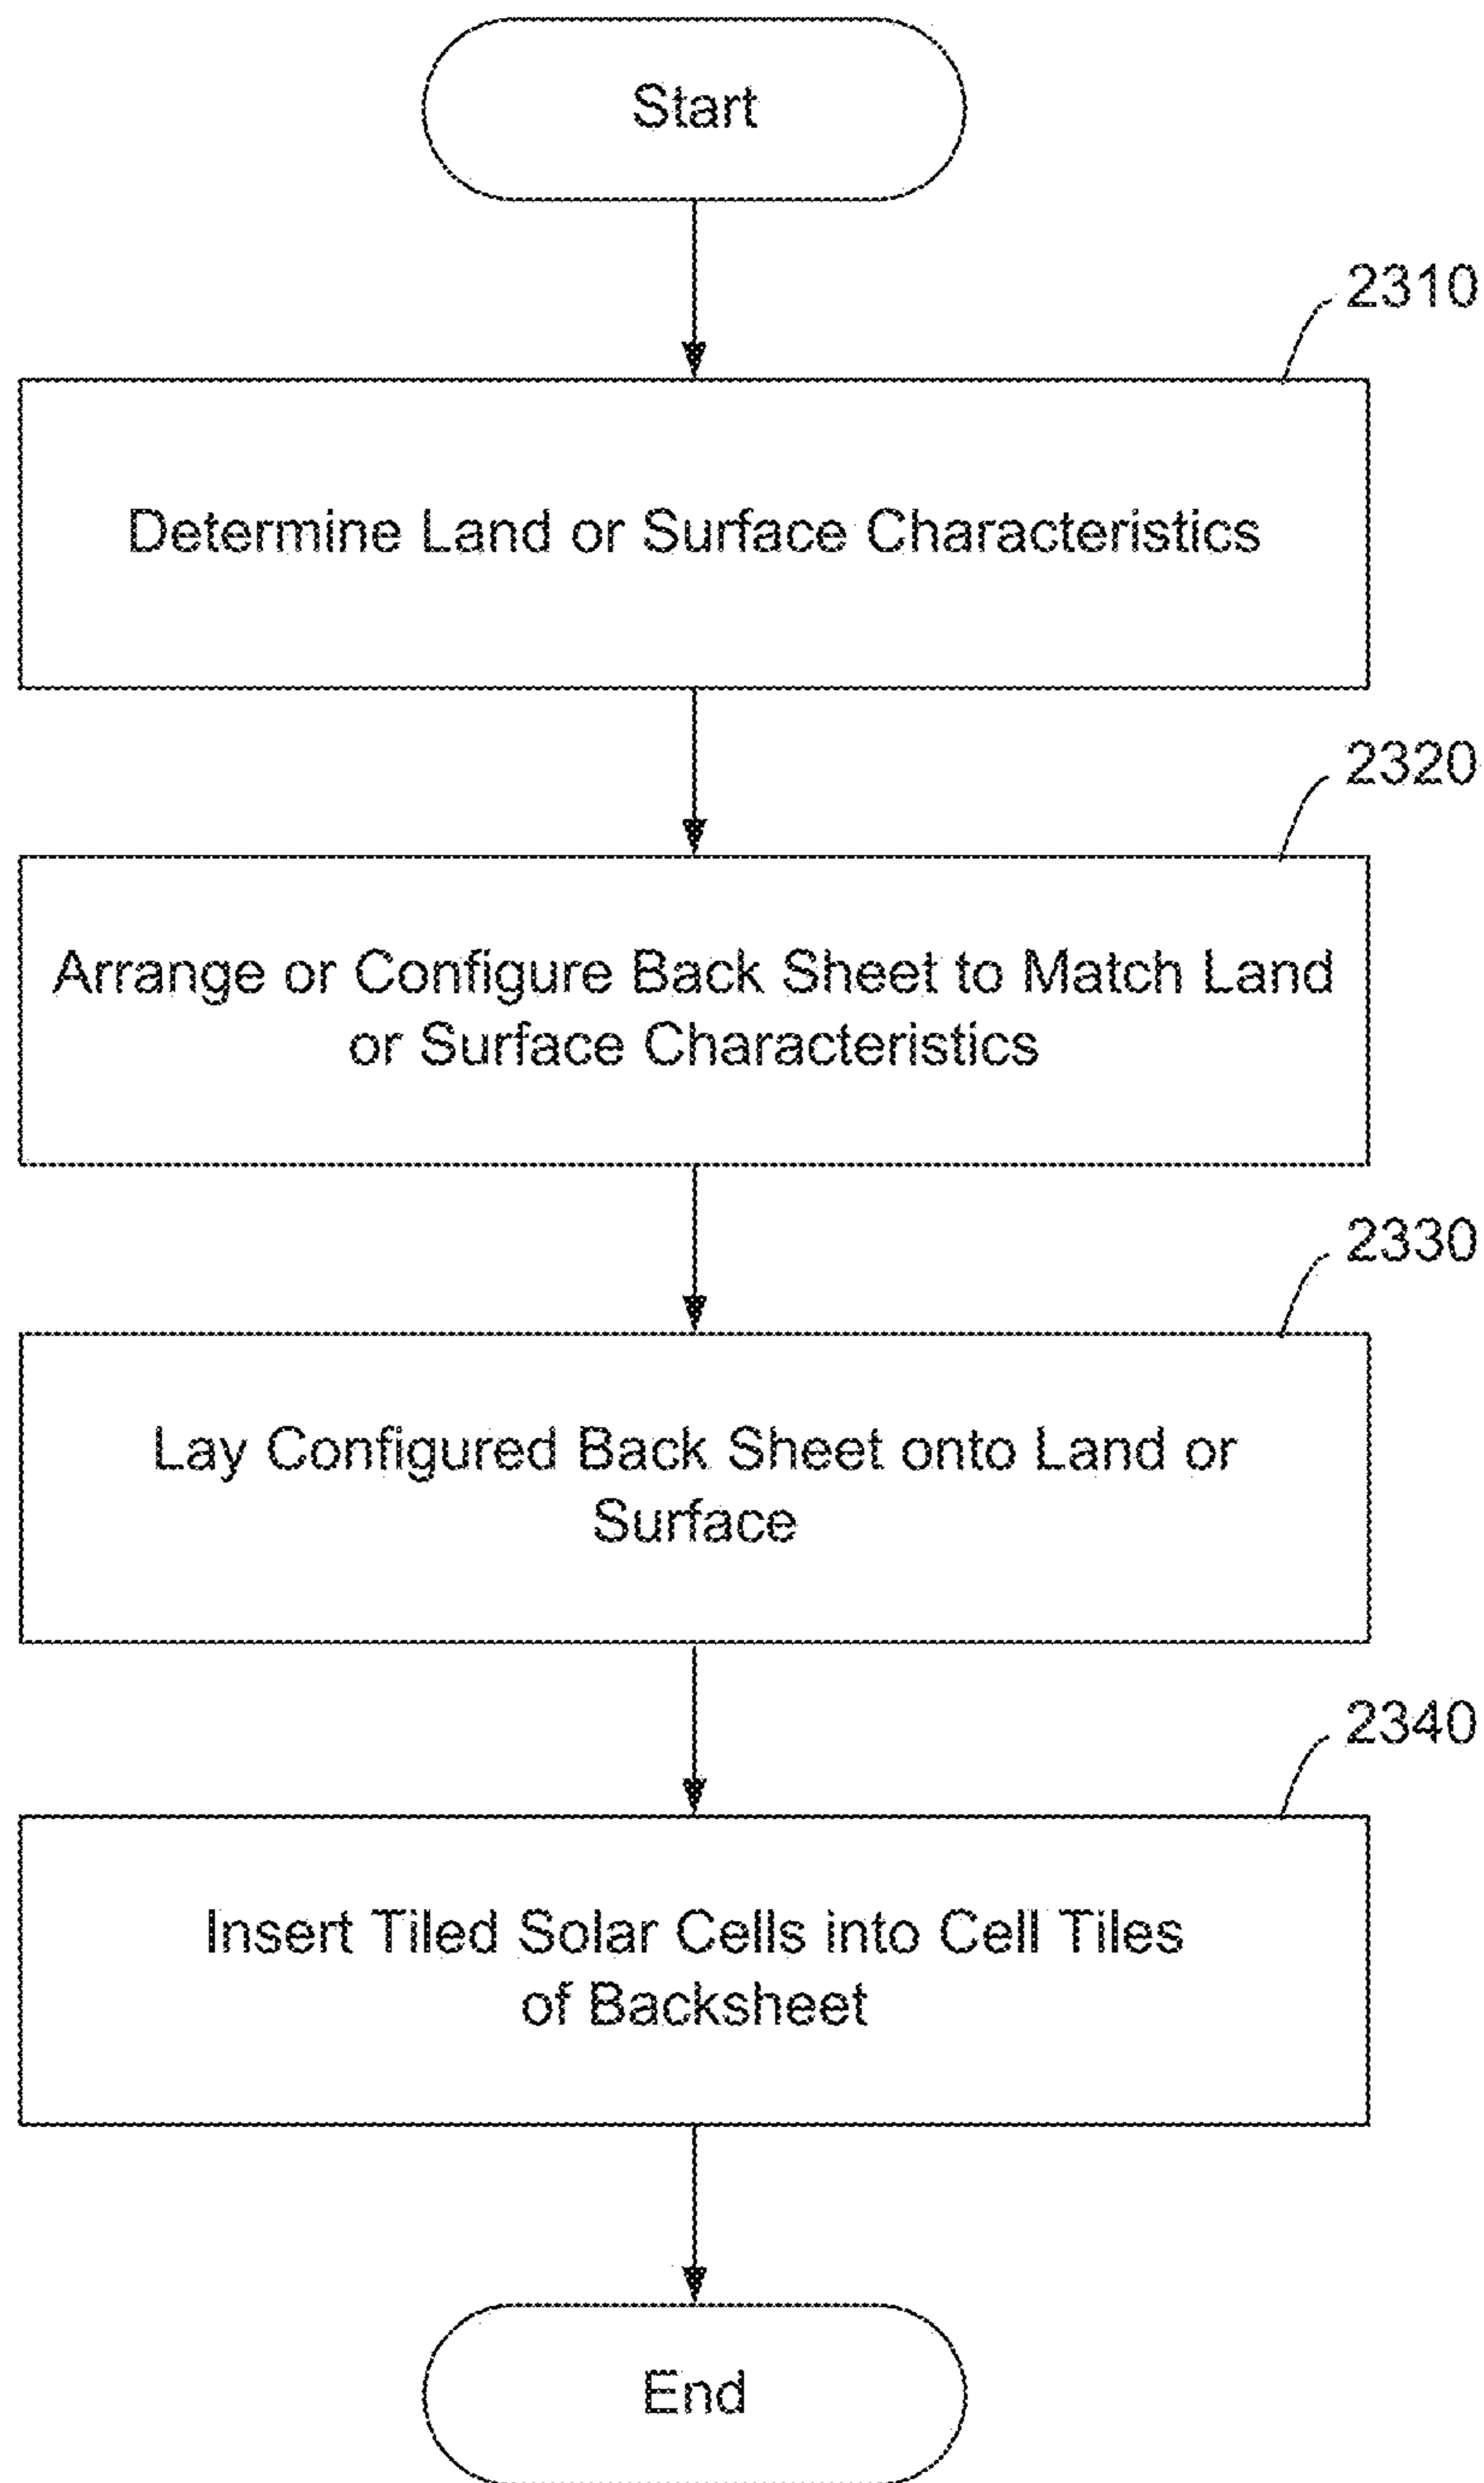 Start
2310
Determine Land or Surface Characteristics
2320
Arrange or Configure Back Sheet to Match Land
or Surface Characteristics
2330
Lay Configured Back Sheet onto Land or
Surface
2340
Insert Tiled Solar Cells into Cell Tiles
of Backsheet
End